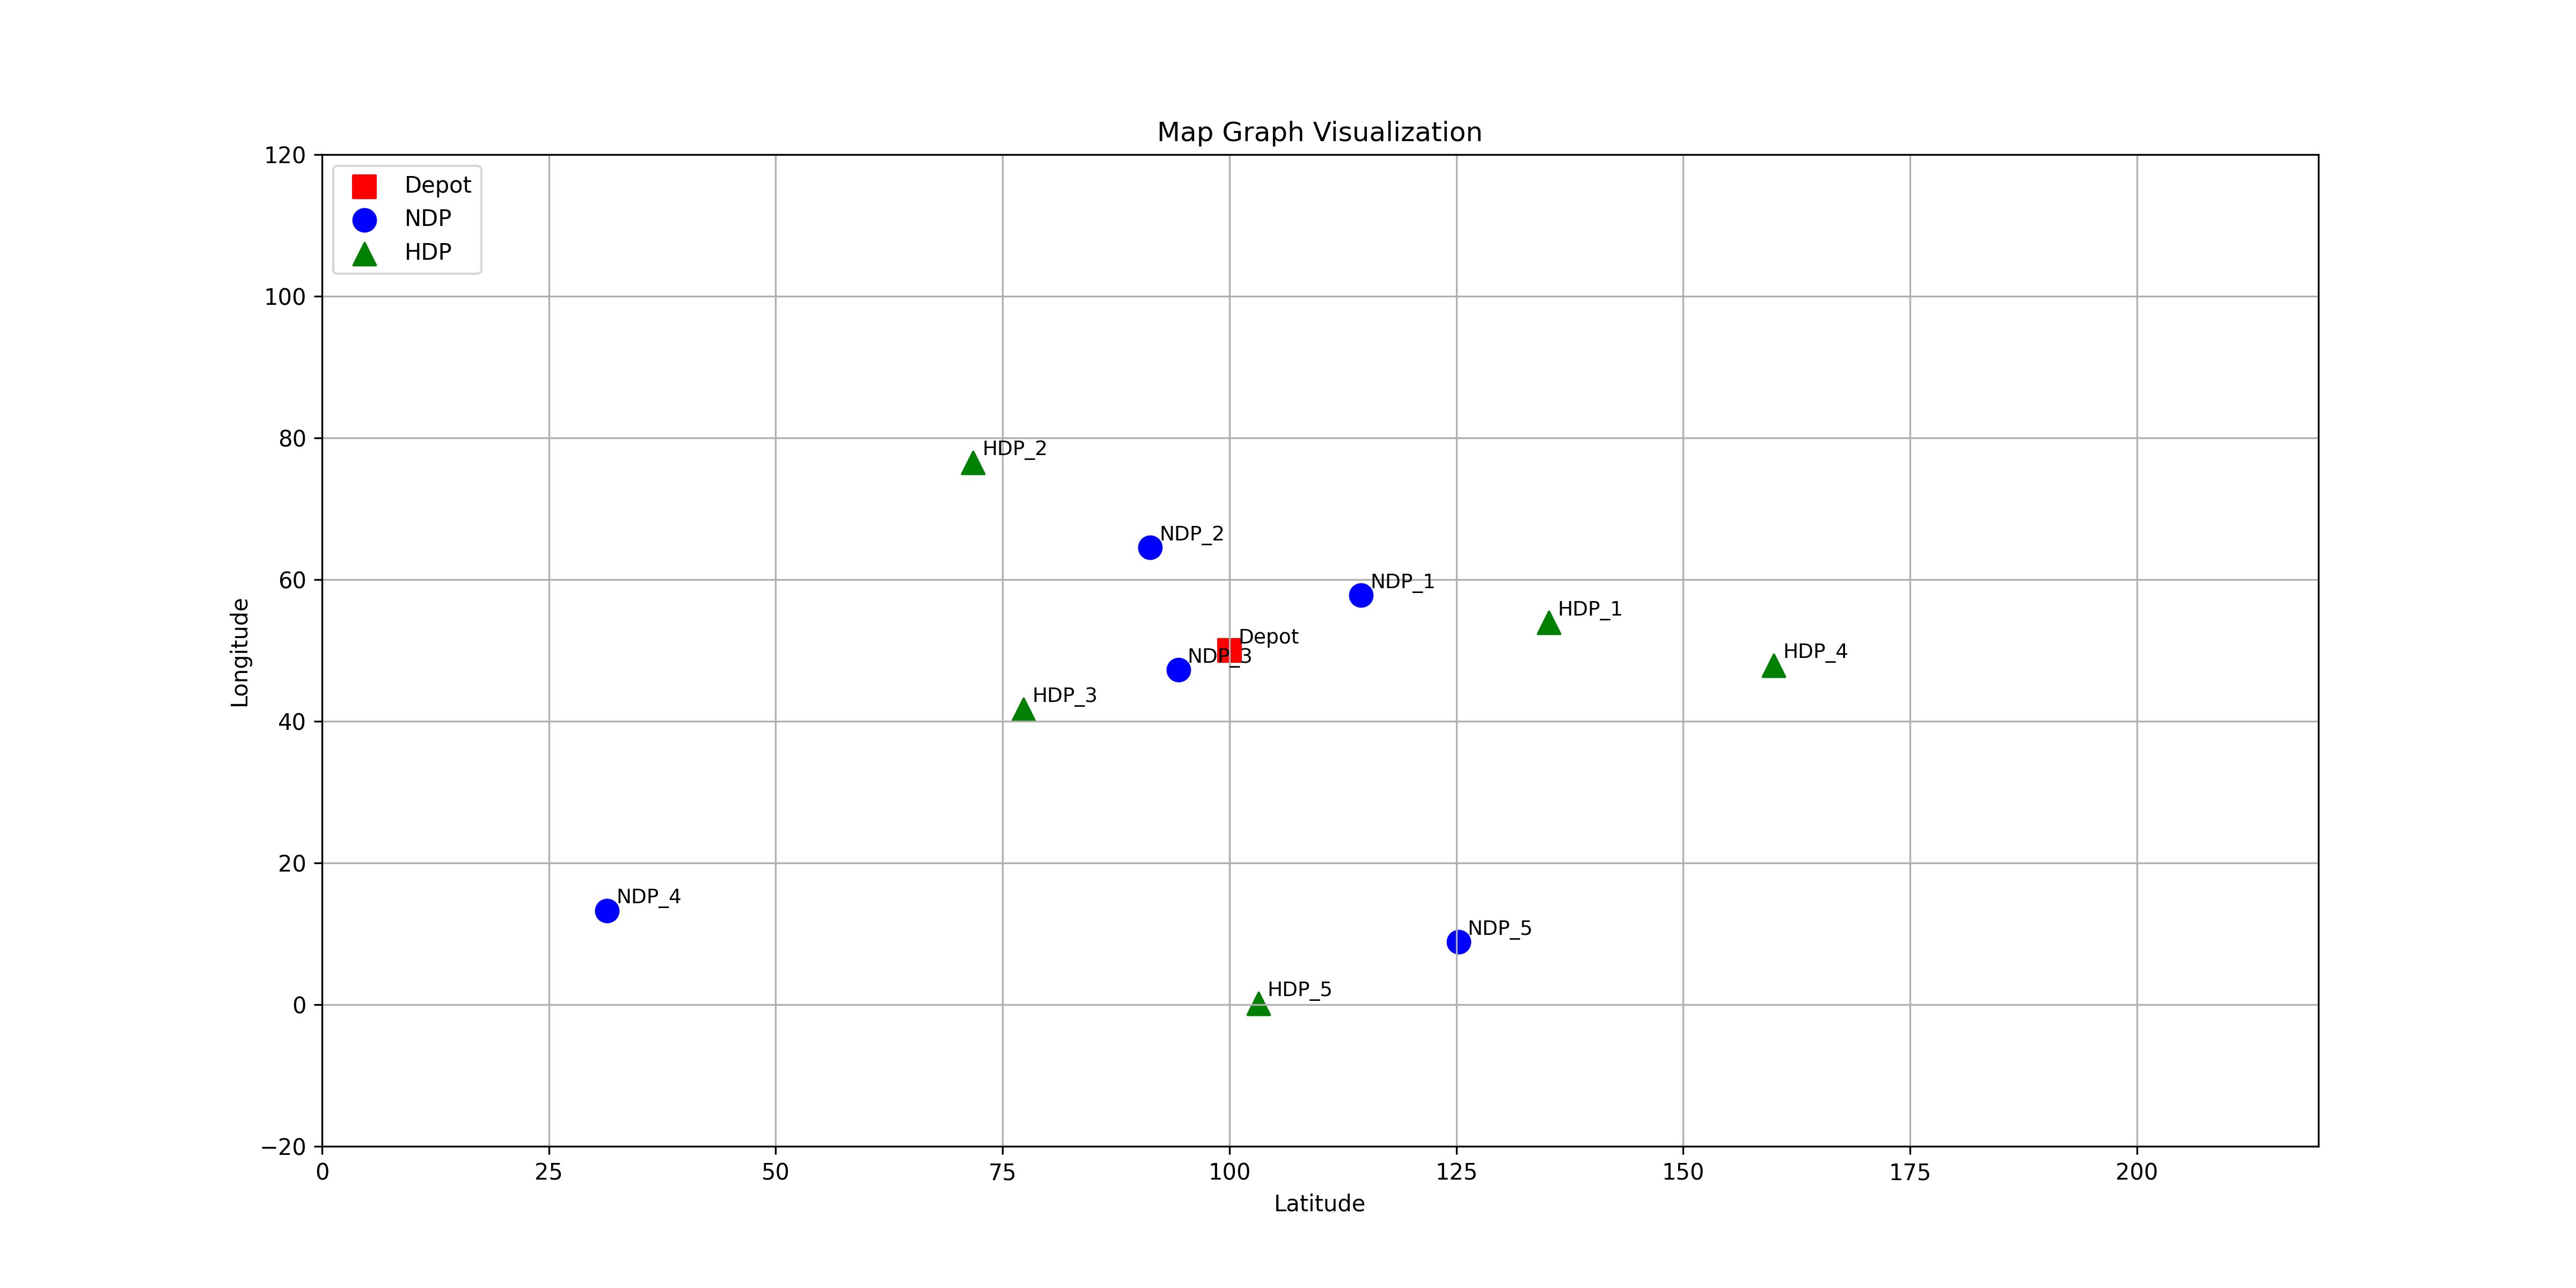 Map Graph Visualization
120
100
80
60
40
20
0
−20
Longitude
Depot
NDP
HDP
HDP_2
NDP_2
NDP_1
HDP_1
Depot
NDP_3
HDP_4
HDP_3
NDP_4
NDP_5
HDP_5
0 25 50 75 100 125 150 175 200
Latitude